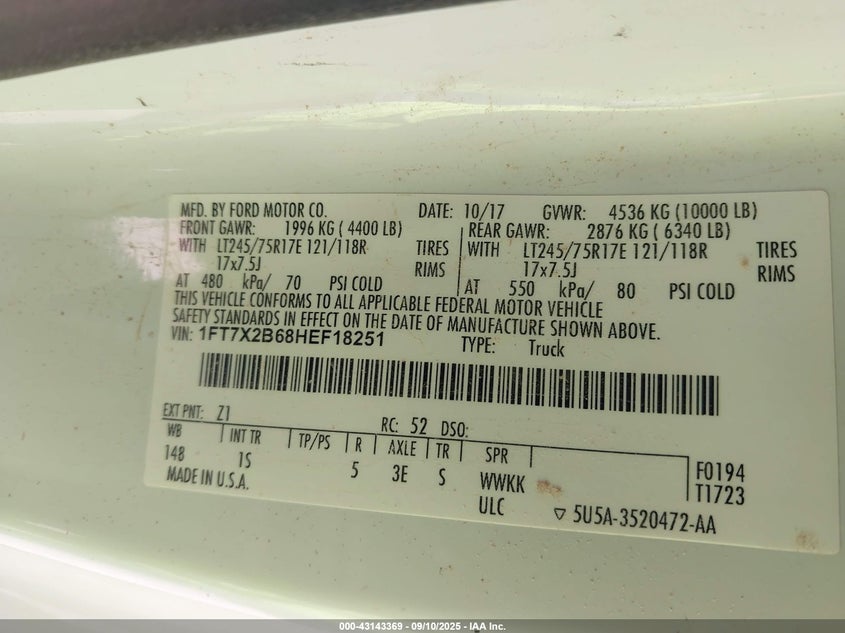 MFD. BY FORD MOTOR CO. DATE: 10/17 GVWR: 4536 KG (10000 LB)
FRONT GAWR: 1996 KG ( 4400 LB) REAR GAWR: 2876 KG ( 6340 LB)
WITH LT245/75R17E 121/118R TIRES WITH LT245/75R17E 121/118R TIRES
17x7.5J RIMS 17x7.5J RIMS
AT 480 kPa/ 70 PSI COLD AT 550 kPa/ 80 PSI COLD
THIS VEHICLE CONFORMS TO ALL APPLICABLE FEDERAL MOTOR VEHICLE
SAFETY STANDARDS IN EFFECT ON THE DATE OF MANUFACTURE SHOWN ABOVE.
VIN: 1FT7X2B68HEF18251 TYPE: Truck
EXT PNT: Z1 RC: 52 DSO:
WB INT TR TP/PS R AXLE TR SPR
148 1S 5 3E S WWKK F0194
MADE IN U.S.A. ULC T1723
5U5A-3520472-AA
000-43143369 - 09/10/2025 - IAA Inc.